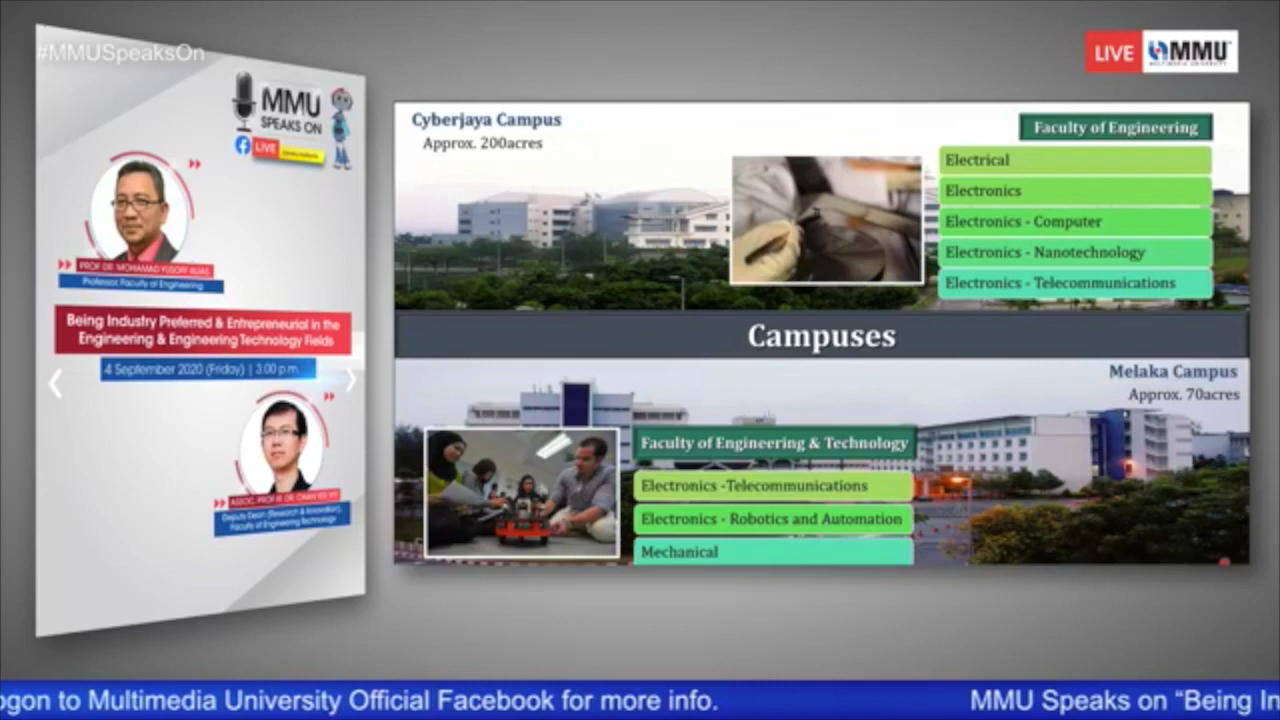 #MMUSpeaksOn
MMU
SPEAKS ON
LIVE
PROF. DR. MOHAMAD YUSOFF ALIAS
Professor, Faculty of Engineering
Being Industry Preferred & Entrepreneurial in the
Engineering & Engineering Technology Fields
4 September 2020 (Friday) | 3.00 p.m.
Deputy Dean (Research & Innovation),
Faculty of Engineering Technology
LIVE
MMU
MULTIMEDIA UNIVERSITY
Cyberjaya Campus
Approx. 200acres
Faculty of Engineering
Electrical
Electronics
Electronics - Computer
Electronics - Nanotechnology
Electronics - Telecommunications
Campuses
Melaka Campus
Approx. 70acres
Faculty of Engineering & Technology
Electronics -Telecommunications
Electronics - Robotics and Automation
Mechanical
ogon to Multimedia University Official Facebook for more info.
MMU Speaks on “Being In